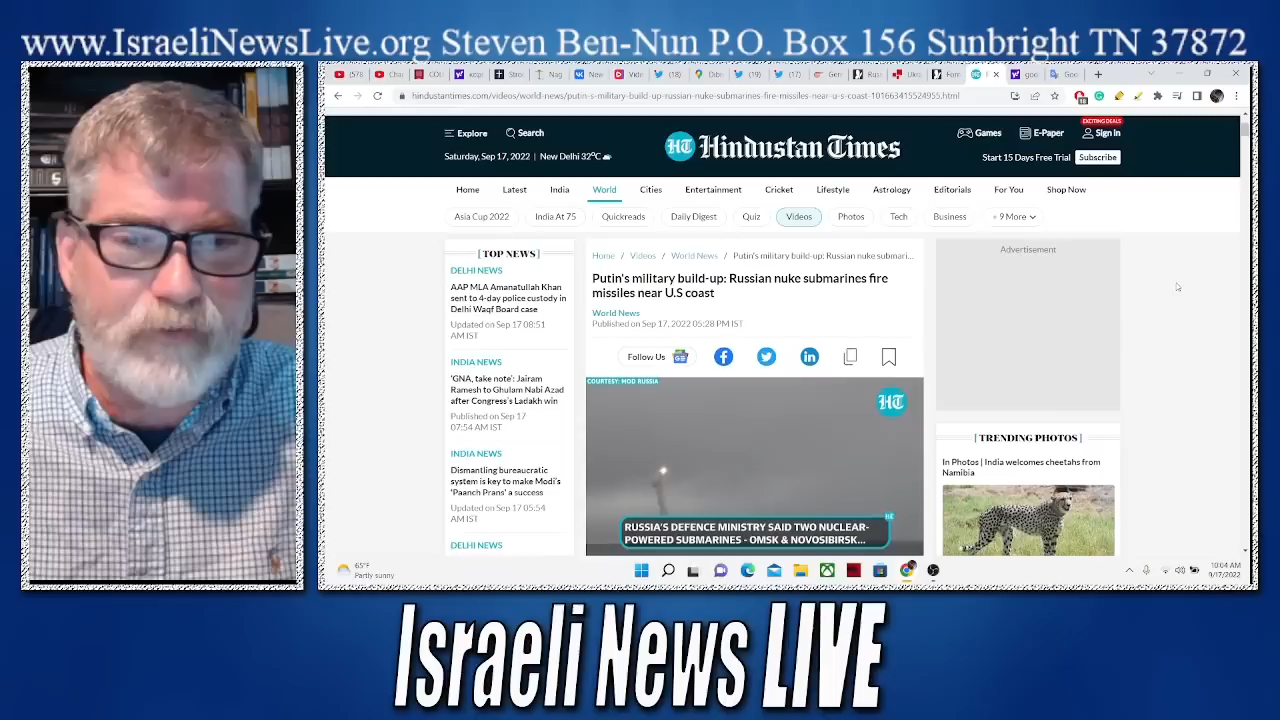 www.IsraeliNewsLive.org Steven Ben-Nun P.O. Box 156 Sunbright TN 37872
(18)
(19)
(17)
hindustantimes.com/videos/world-news/putin-s-military-build-up-russian-nuke-submarines-fire-missiles-near-u-s-coast-101663415524955.html
Explore
Search
Hindustan Times
EXCITING DEALS
Games
E-Paper
Sign In
Saturday, Sep 17, 2022 | New Delhi 32°C
Start 15 Days Free Trial
Subscribe
Home Latest India World Cities Entertainment Cricket Lifestyle Astrology Editorials For You Shop Now
Asia Cup 2022 India At 75 Quickreads Daily Digest Quiz Videos Photos Tech Business + 9 More
[ TOP NEWS ]
DELHI NEWS
AAP MLA Amanatullah Khan
sent to 4-day police custody in
Delhi Waqf Board case
Updated on Sep 17 08:51
AM IST
INDIA NEWS
'GNA, take note': Jairam
Ramesh to Ghulam Nabi Azad
after Congress's Ladakh win
Published on Sep 17
07:54 AM IST
INDIA NEWS
Dismantling bureaucratic
system is key to make Modi's
'Paanch Prans' a success
Updated on Sep 17 05:54
AM IST
DELHI NEWS
Home / Videos / World News / Putin's military build-up: Russian nuke submari...
Putin's military build-up: Russian nuke submarines fire
missiles near U.S coast
World News
Published on Sep 17, 2022 05:28 PM IST
Follow Us
COURTESY: MOD RUSSIA
HT
RUSSIA'S DEFENCE MINISTRY SAID TWO NUCLEAR-
POWERED SUBMARINES - OMSK & NOVOSIBIRSK...
Advertisement
[ TRENDING PHOTOS ]
In Photos | India welcomes cheetahs from
Namibia
65°F
Partly sunny
10:04 AM
9/17/2022
Israeli News LIVE